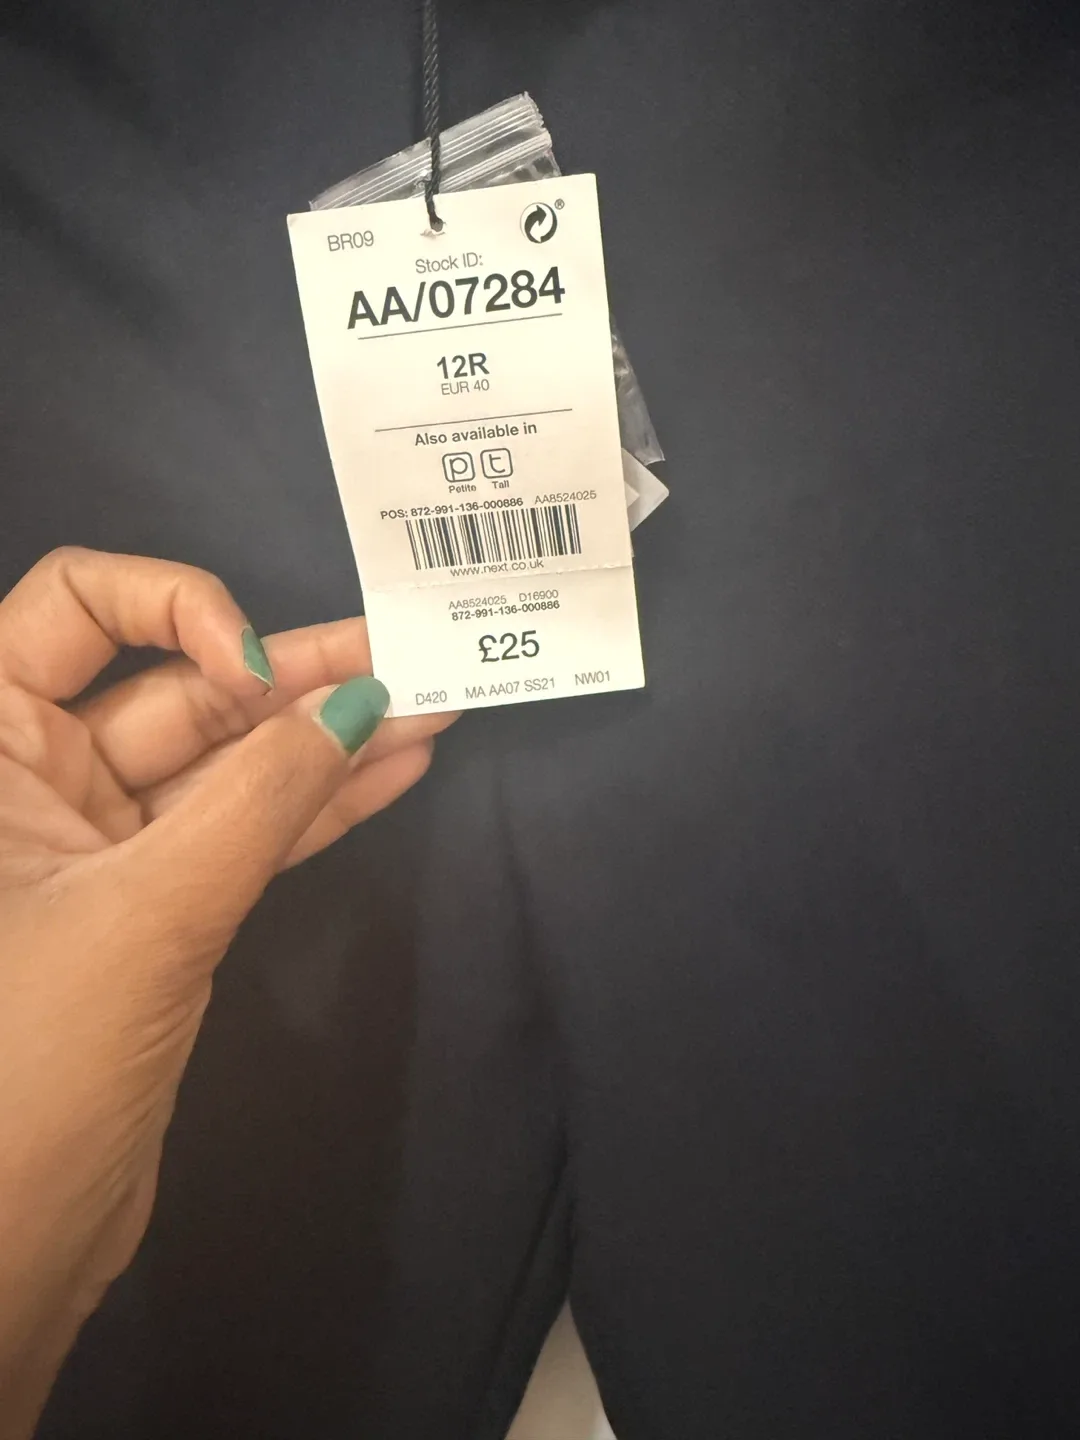 BR09
®
Stock ID:
AA/07284
12R
EUR 40
Also available in
p t
Petite Tall
POS: 872-991-136-000886 AA8524025
www.next.co.uk
AA8524025 D16900
872-991-136-000886
£25
D420 MA AA07 SS21 NW01